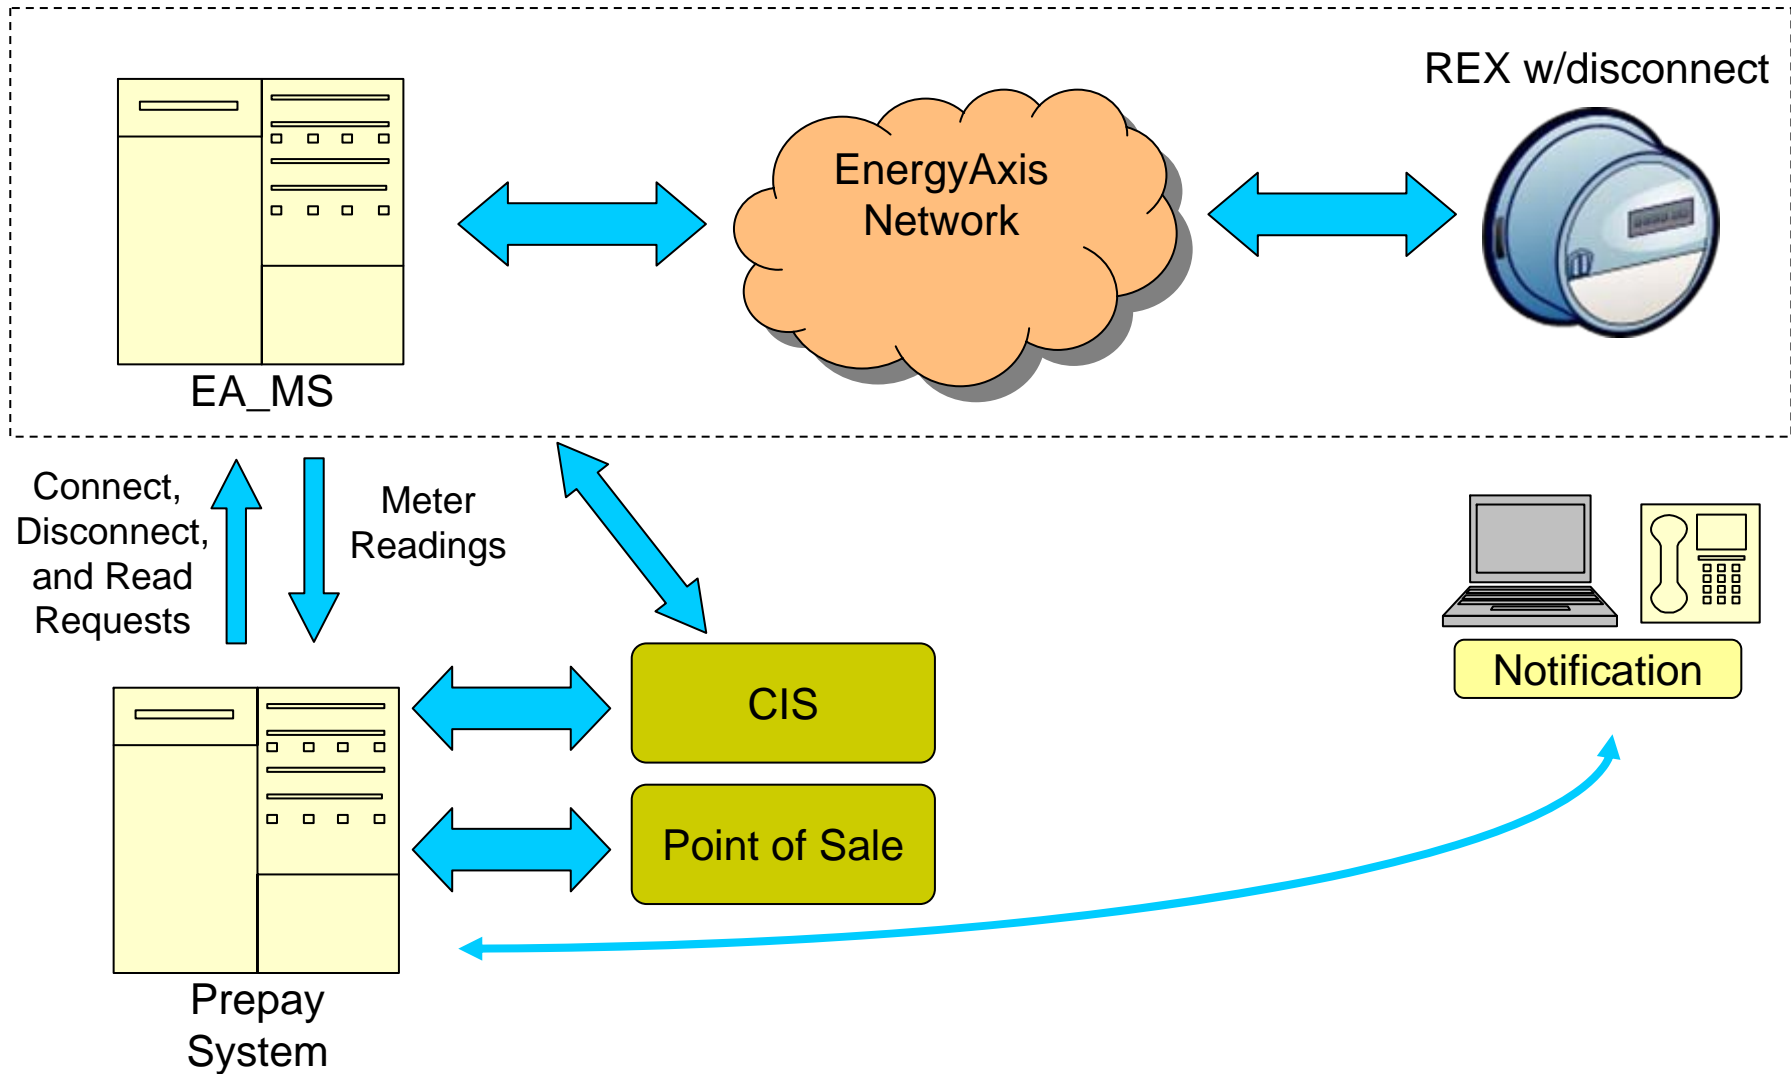 REX w/disconnect
EnergyAxis
Network
EA_MS
Connect,
Disconnect,
and Read
Requests
Meter
Readings
CIS
Notification
Point of Sale
Prepay
System